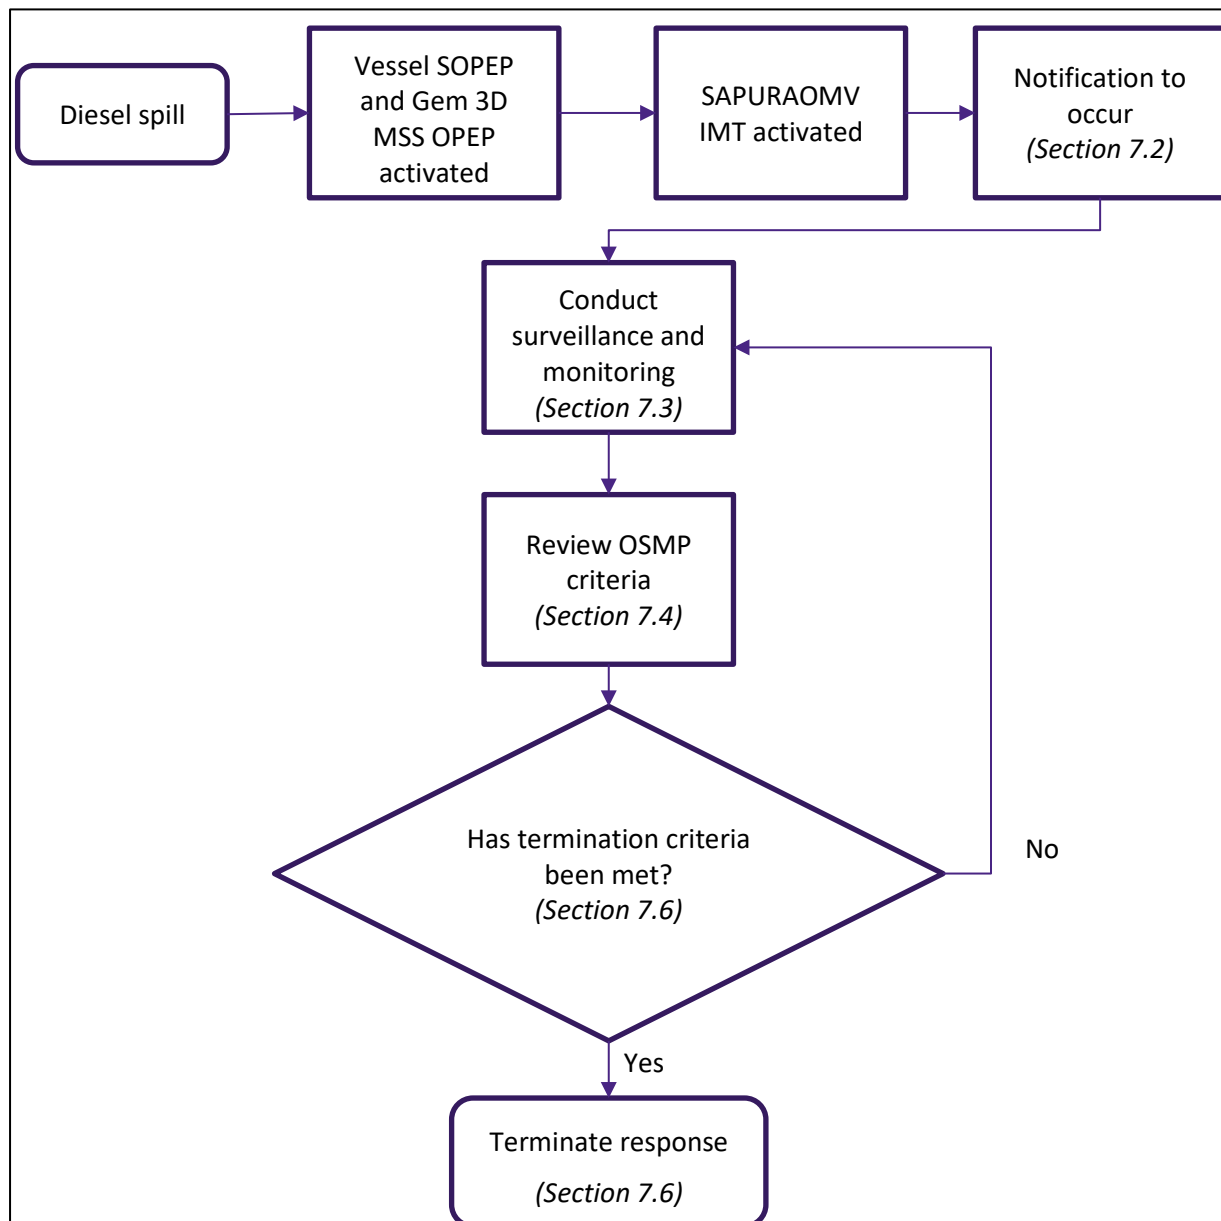 Diesel spill
Vessel SOPEP
and Gem 3D
MSS OPEP
activated
SAPURAOMV
IMT activated
Notification to
occur
(Section 7.2)
Conduct
surveillance and
monitoring
(Section 7.3)
Review OSMP
criteria
(Section 7.4)
Has termination criteria
been met?
(Section 7.6)
No
Yes
Terminate response
(Section 7.6)